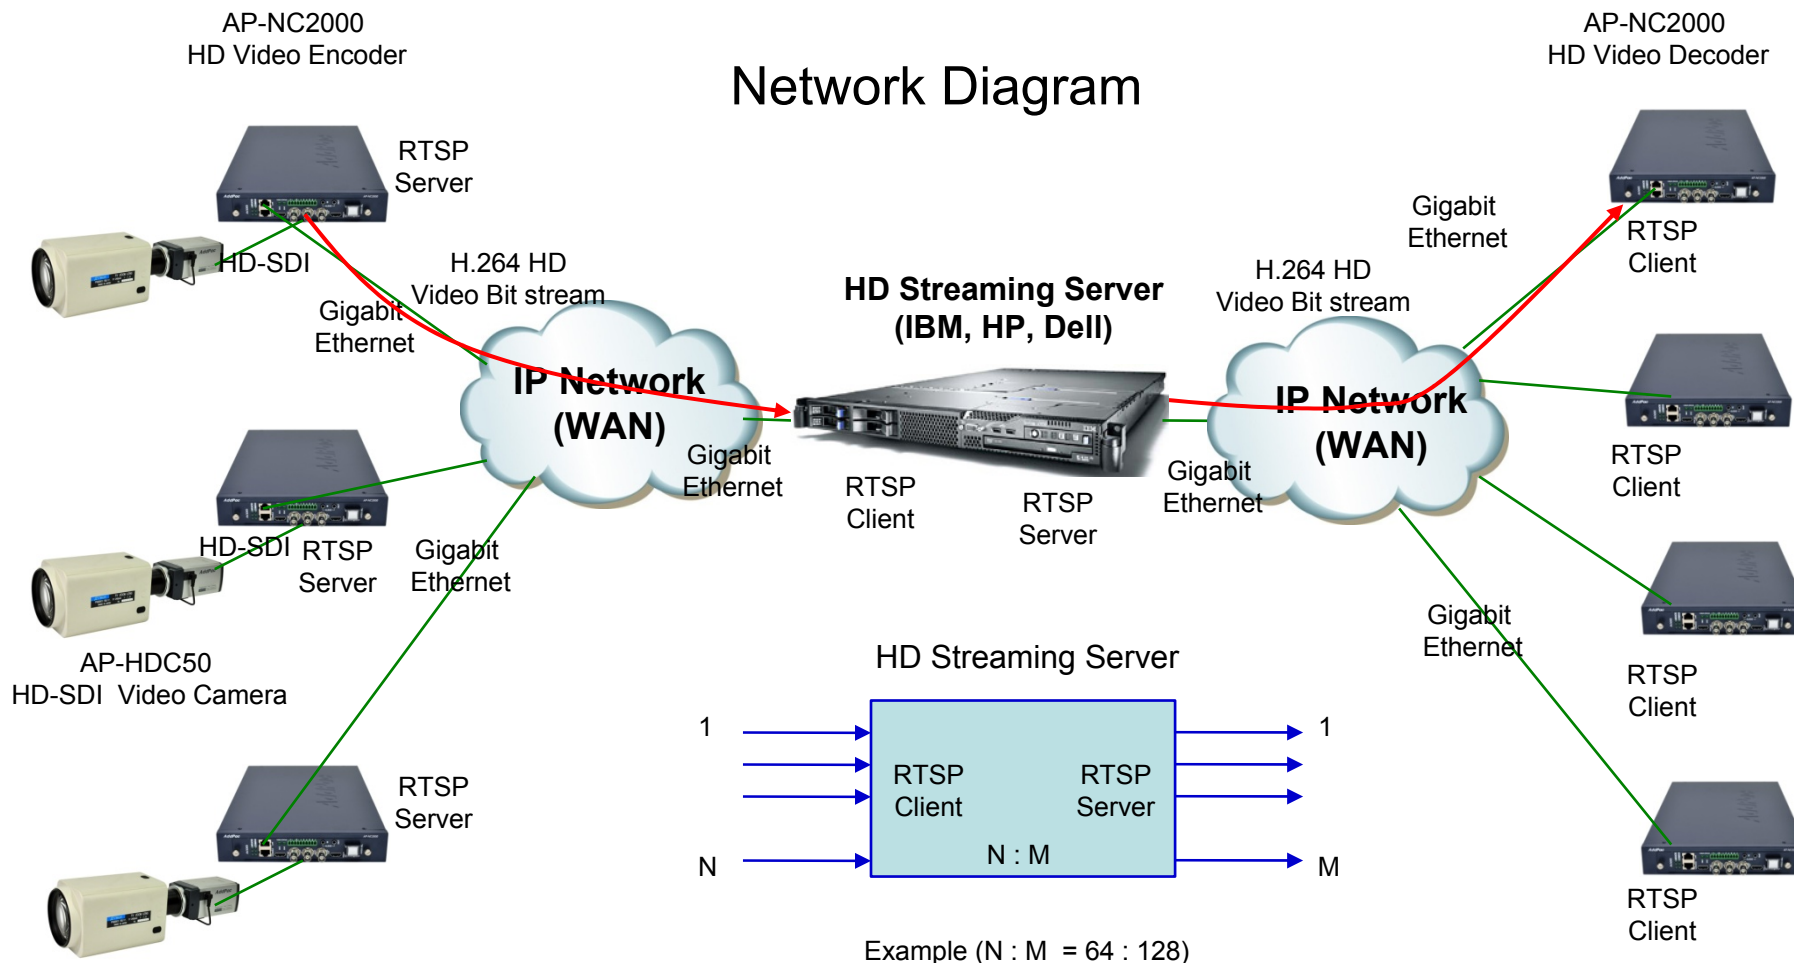 AP-NC2000
HD Video Encoder
AP-NC2000
HD Video Decoder
Network Diagram
RTSP
Server
HD-SDI
Gigabit
Ethernet
H.264 HD
Video Bit stream
IP Network
(WAN)
HD Streaming Server
(IBM, HP, Dell)
H.264 HD
Video Bit stream
Gigabit
Ethernet
RTSP
Client
IP Network
(WAN)
Gigabit
Ethernet
RTSP
Client
RTSP
Server
Gigabit
Ethernet
RTSP
Client
HD-SDI
RTSP
Server
Gigabit
Ethernet
AP-HDC50
HD-SDI  Video Camera
Gigabit
Ethernet
RTSP
Client
RTSP
Server
HD Streaming Server
1
1
RTSP
Client
RTSP
Server
N
N : M
M
Example (N : M  = 64 : 128)
RTSP
Client